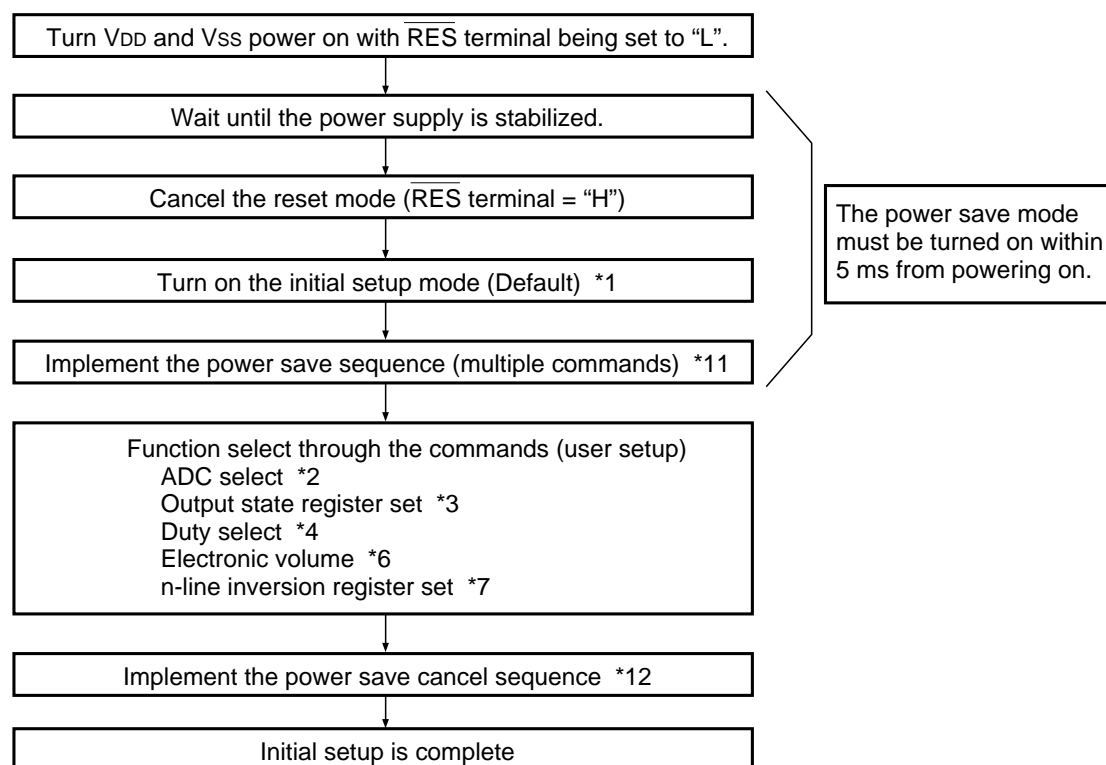 Turn VDD and VSS power on with RES terminal being set to “L”.
Wait until the power supply is stabilized.
Cancel the reset mode (RES terminal = “H”)
Turn on the initial setup mode (Default) *1
Implement the power save sequence (multiple commands) *11
The power save mode
must be turned on within
5 ms from powering on.
Function select through the commands (user setup)
ADC select *2
Output state register set *3
Duty select *4
Electronic volume *6
n-line inversion register set *7
Implement the power save cancel sequence *12
Initial setup is complete